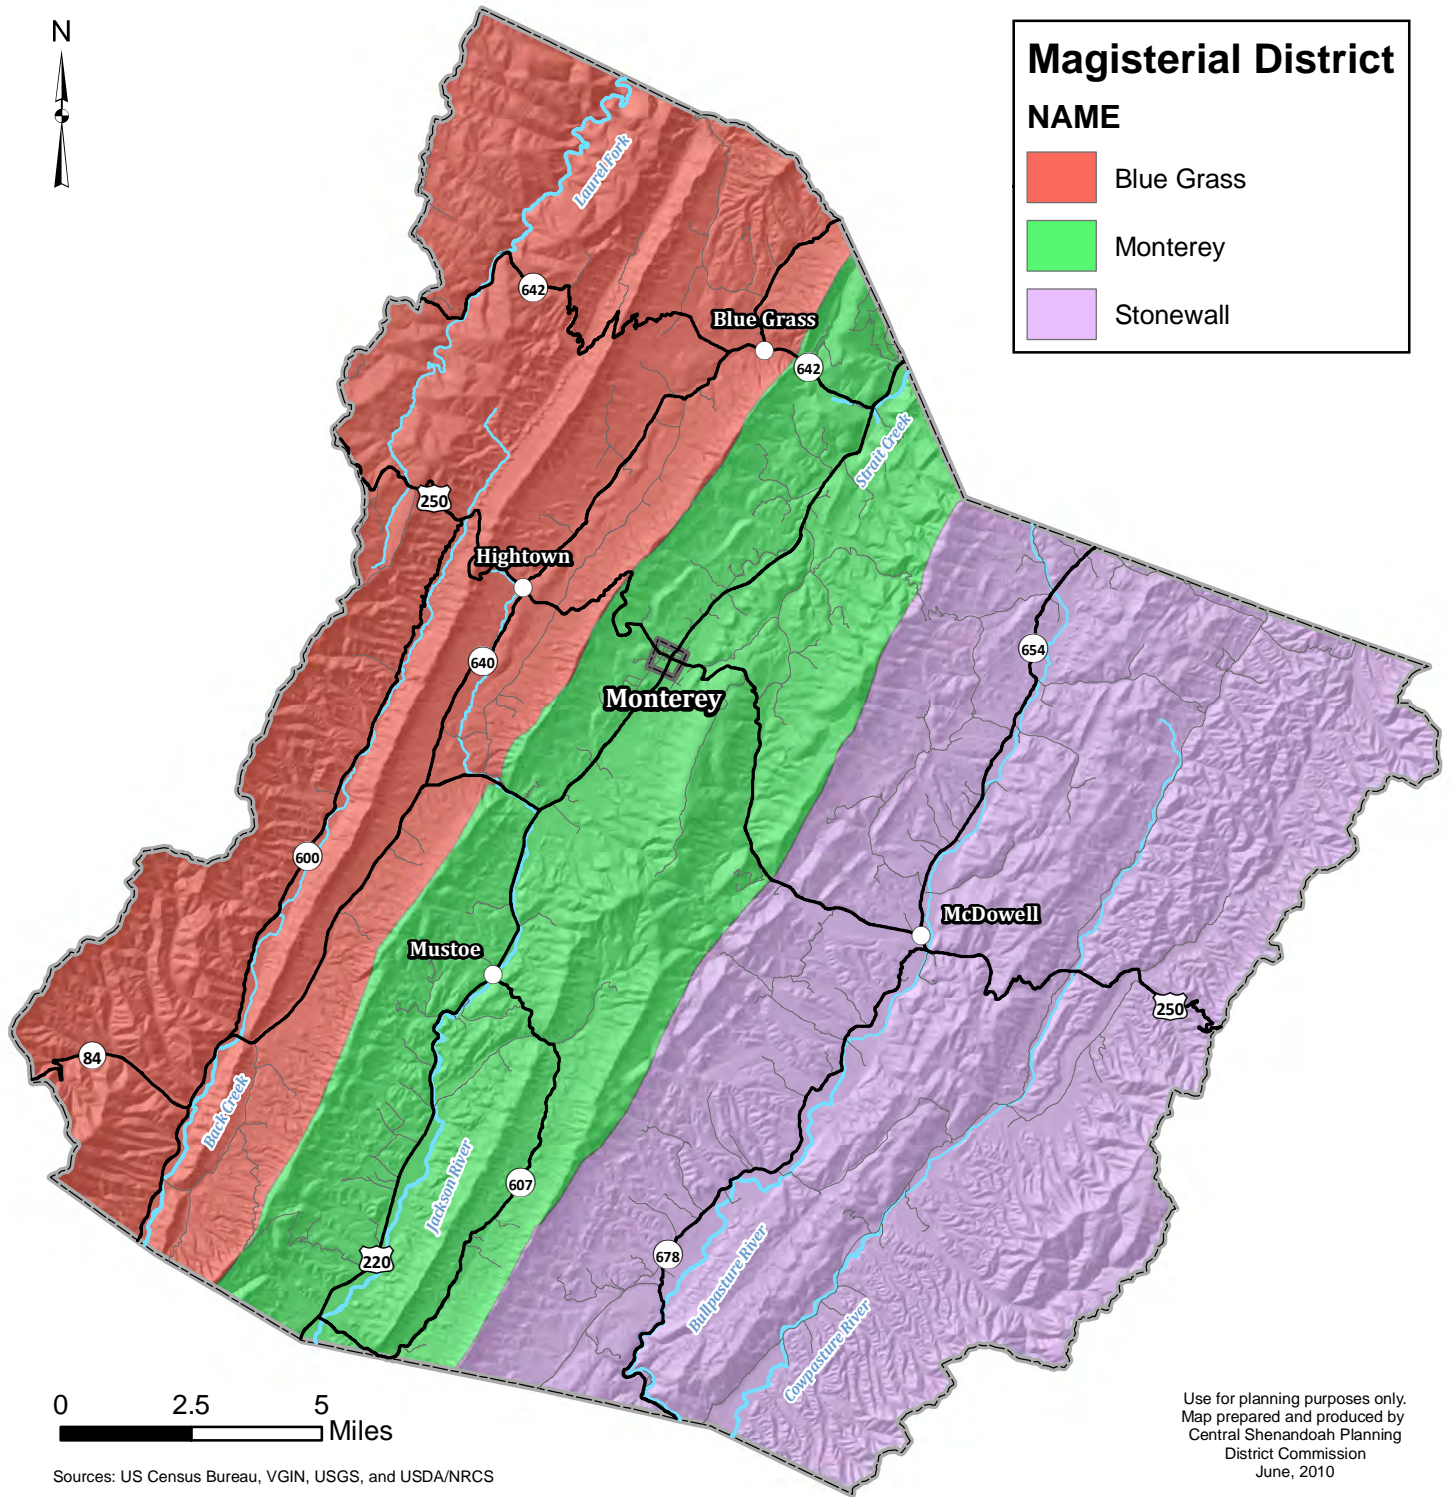 N
Magisterial District
NAME
Blue Grass
Monterey
Stonewall
Laurel Fork
642
Blue Grass
642
Strait Creek
250
Hightown
640
654
Monterey
600
McDowell
Mustoe
250
84
Back Creek
Jackson River
607
220
678
Bullpasture River
Cowpasture River
0 2.5 5
Miles
Sources: US Census Bureau, VGIN, USGS, and USDA/NRCS
Use for planning purposes only.
Map prepared and produced by
Central Shenandoah Planning
District Commission
June, 2010